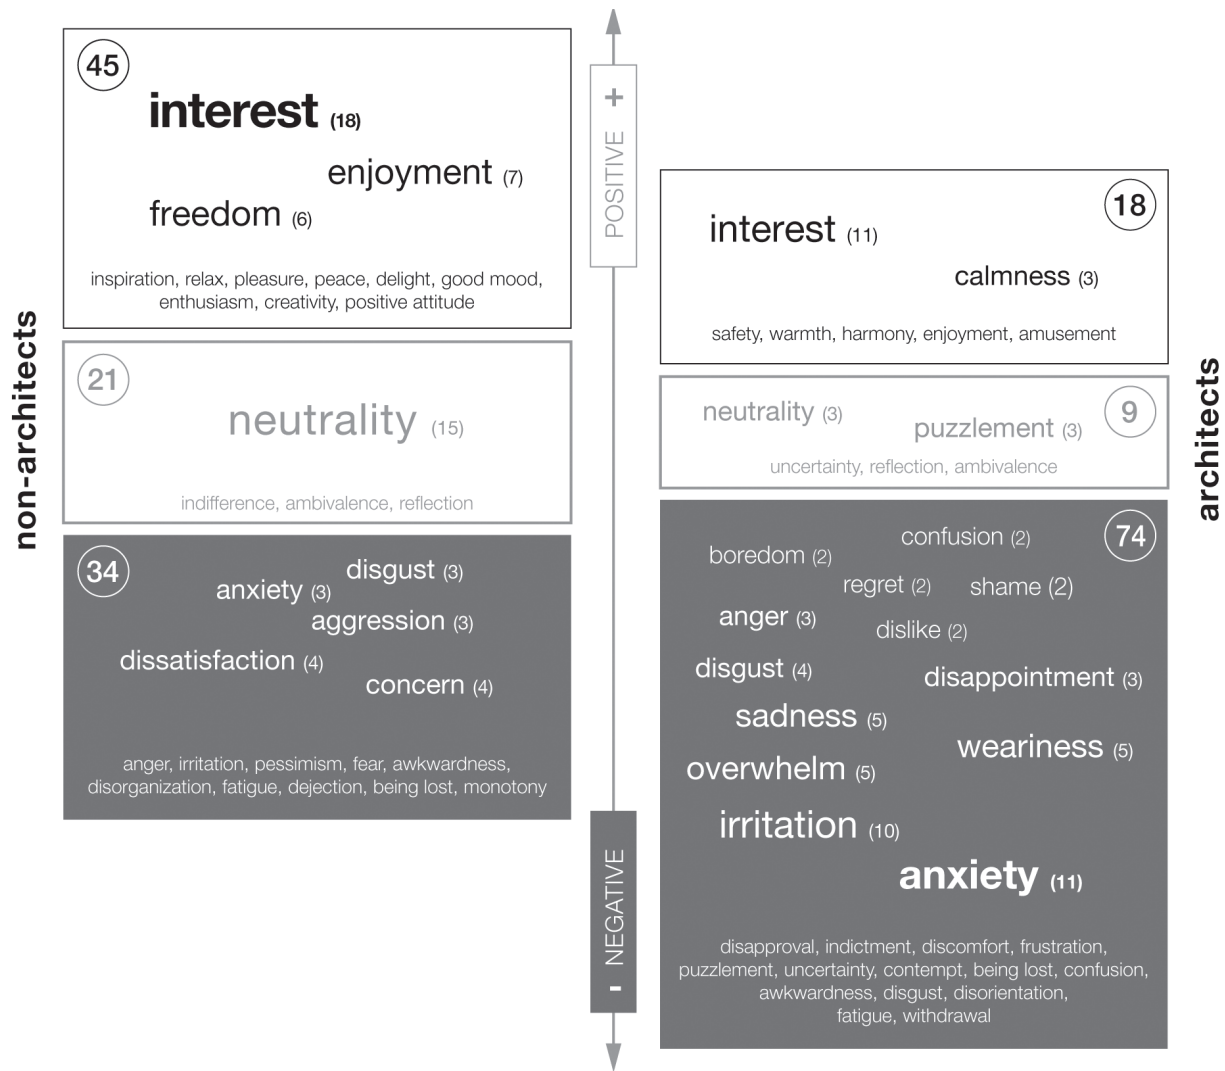 non-architects
45
interest (18)
enjoyment (7)
freedom (6)
inspiration, relax, pleasure, peace, delight, good mood,
enthusiasm, creativity, positive attitude
21
neutrality (15)
indifference, ambivalence, reflection
34
disgust (3)
anxiety (3)
aggression (3)
dissatisfaction (4)
concern (4)
anger, irritation, pessimism, fear, awkwardness,
disorganization, fatigue, dejection, being lost, monotony
POSITIVE +
- NEGATIVE
architects
18
interest (11)
calmness (3)
safety, warmth, harmony, enjoyment, amusement
9
neutrality (3)
puzzlement (3)
uncertainty, reflection, ambivalence
74
confusion (2)
boredom (2)
regret (2)
shame (2)
anger (3)
dislike (2)
disgust (4)
disappointment (3)
sadness (5)
weariness (5)
overwhelm (5)
irritation (10)
anxiety (11)
disapproval, indictment, discomfort, frustration,
puzzlement, uncertainty, contempt, being lost, confusion,
awkwardness, disgust, disorientation,
fatigue, withdrawal